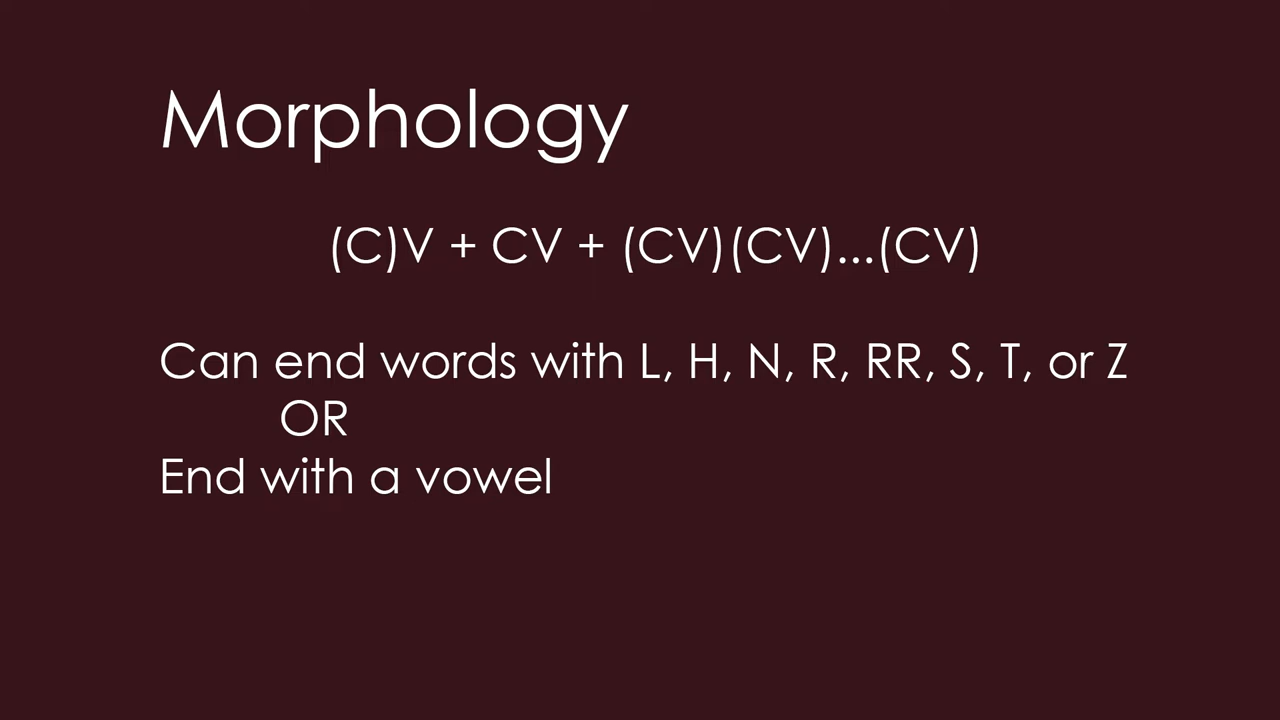 Morphology
(C)V + CV + (CV)(CV)...(CV)
Can end words with L, H, N, R, RR, S, T, or Z
OR
End with a vowel